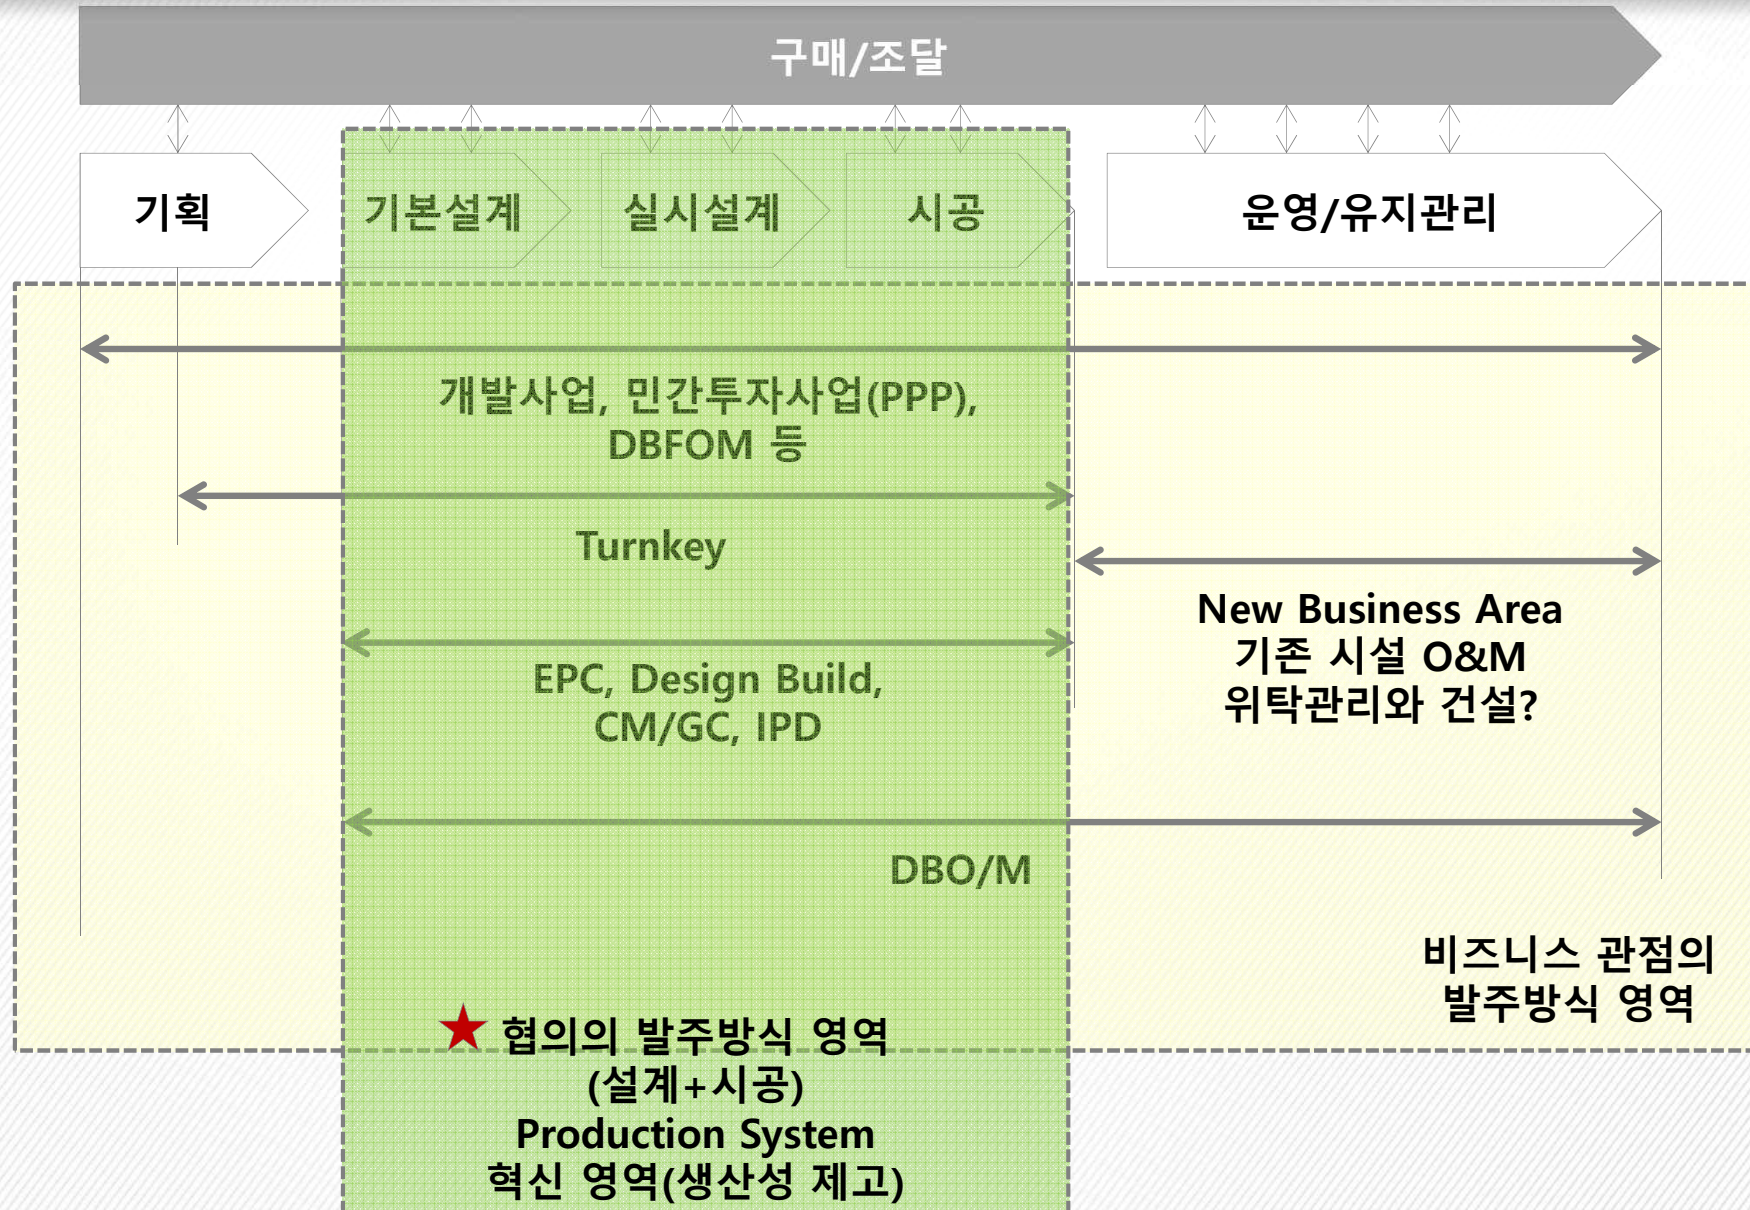 구매/조달
기획
기본설계
실시설계
시공
운영/유지관리
개발사업, 민간투자사업(PPP),
DBFOM 등
Turnkey
New Business Area
기존 시설 O&M
위탁관리와 건설?
EPC, Design Build,
CM/GC, IPD
DBO/M
비즈니스 관점의
발주방식 영역
★ 협의의 발주방식 영역
(설계+시공)
Production System
혁신 영역(생산성 제고)